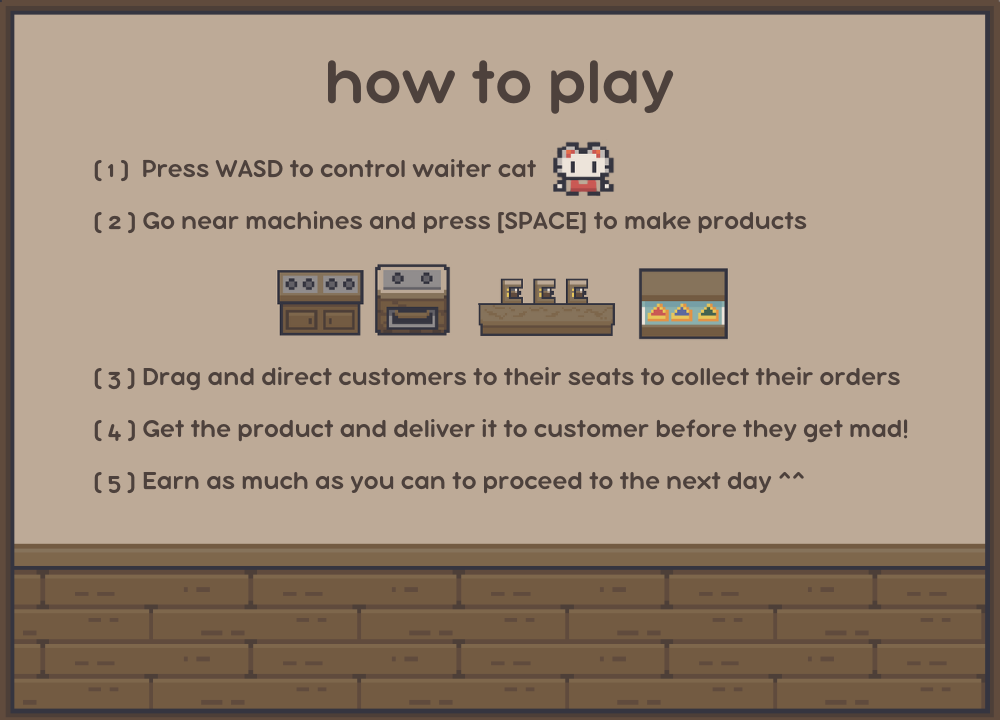 how to play
(1) Press WASD to control waiter cat
(2) Go near machines and press [SPACE] to make products
(3) Drag and direct customers to their seats to collect their orders
(4) Get the product and deliver it to customer before they get mad!
(5) Earn as much as you can to proceed to the next day ^^